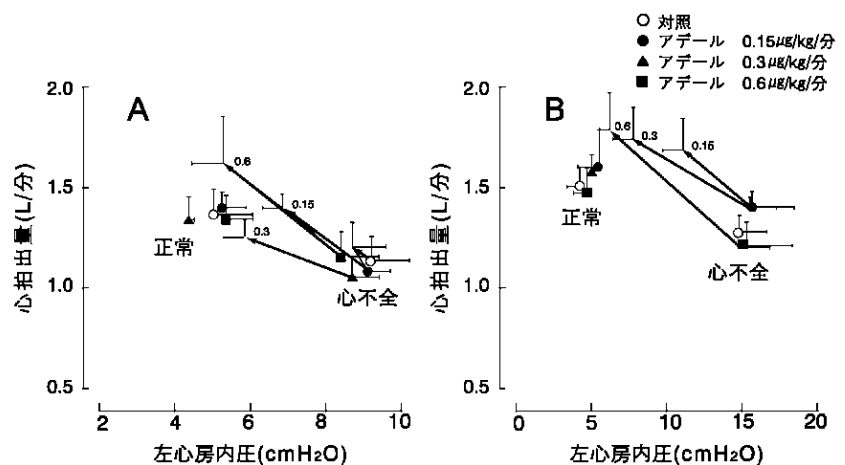 対照
アデール 0.15μg/kg/分
アデール 0.3μg/kg/分
アデール 0.6μg/kg/分
A
心拍出量(L/分)
2.0
1.5
1.0
0.5
0.6
0.15
0.3
正常
心不全
2
4
6
8
10
左心房内圧(cmH₂O)
B
心拍出量(L/分)
2.0
1.5
1.0
0.5
0.6
0.3
0.15
正常
心不全
0
5
10
15
20
左心房内圧(cmH₂O)